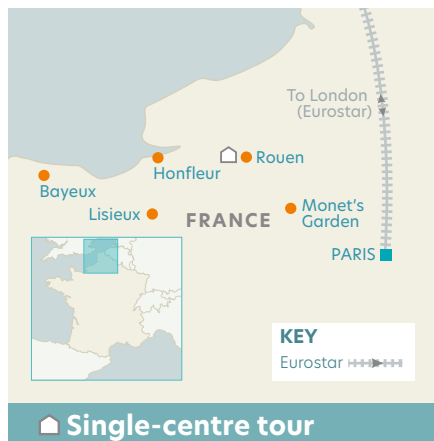 To London
(Eurostar)
Rouen
Honfleur
Bayeux
Lisieux
Monet's
Garden
FRANCE
PARIS
KEY
Eurostar
Single-centre tour